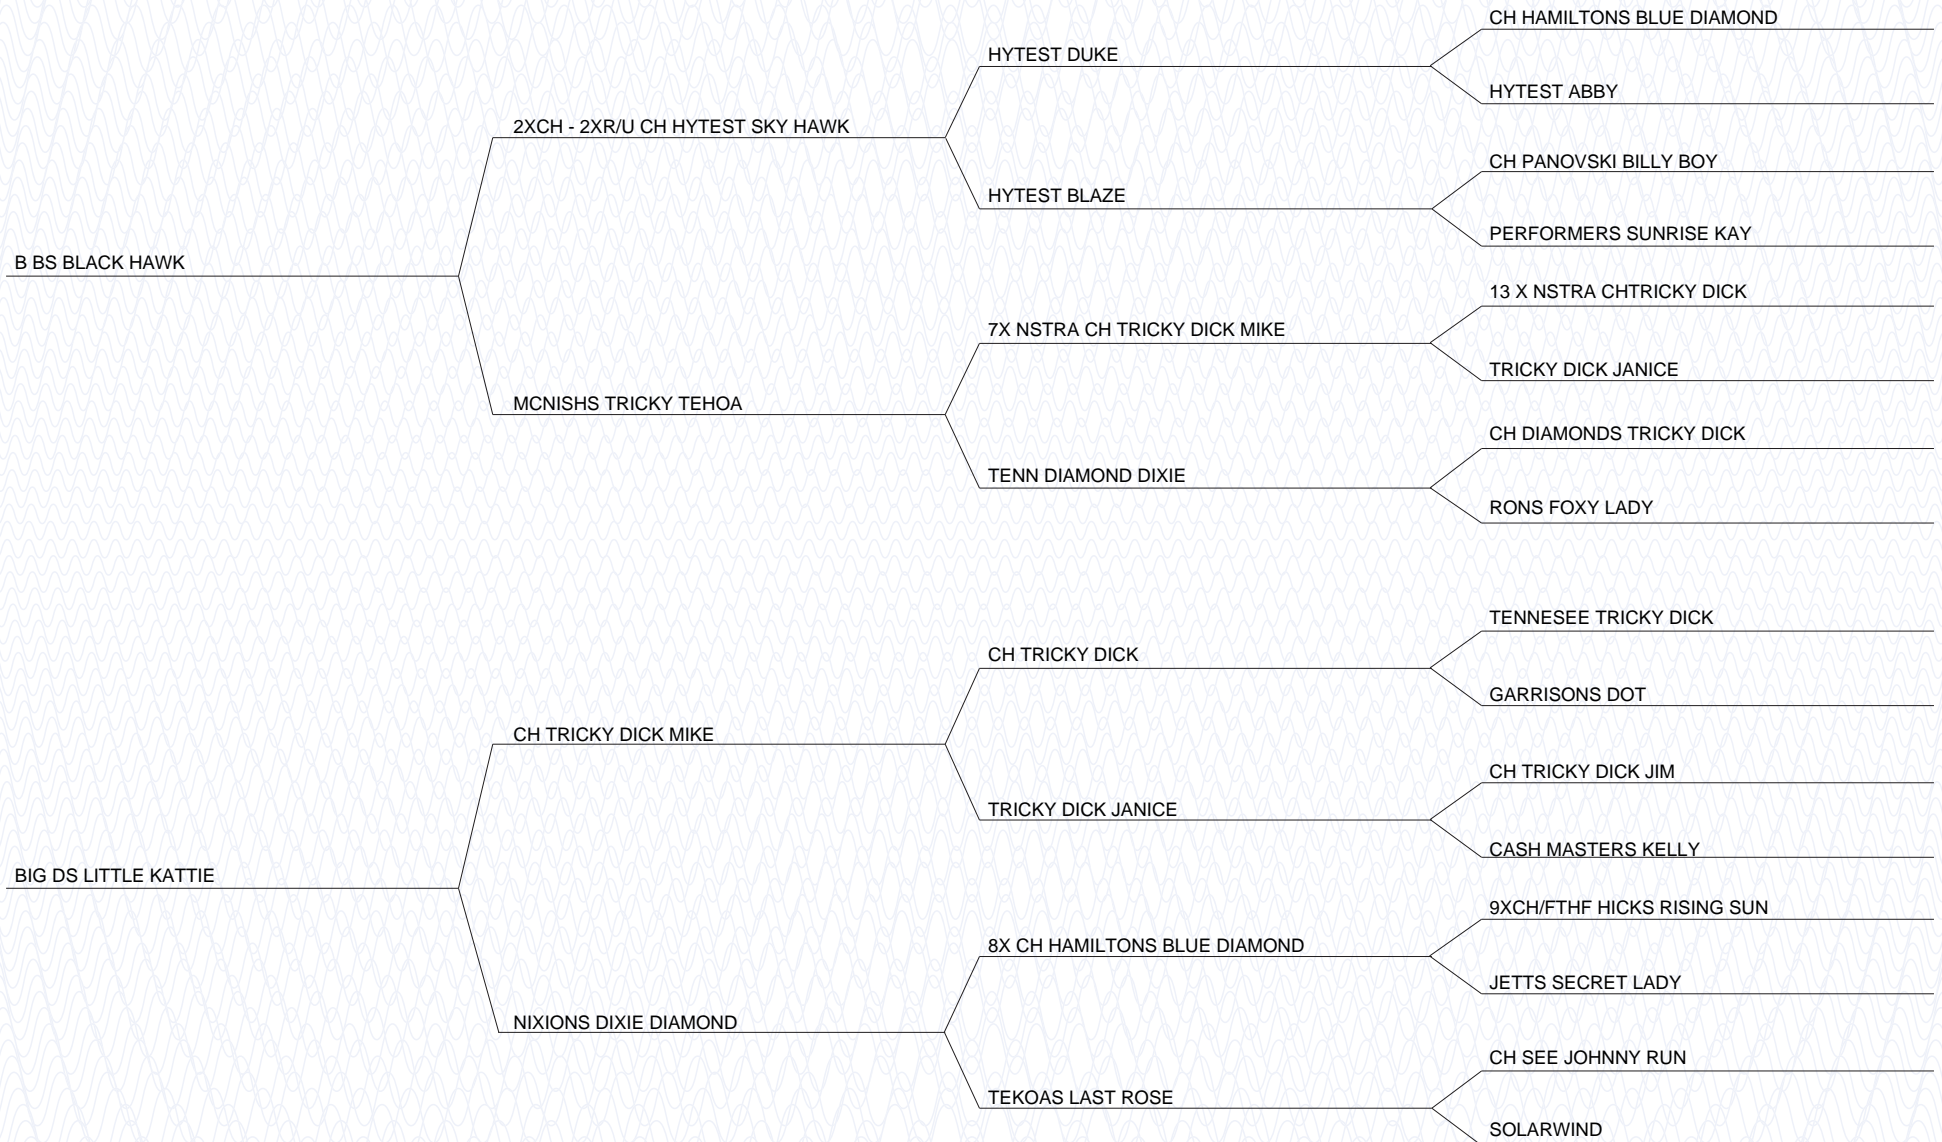 CH HAMILTONS BLUE DIAMOND
HYTEST DUKE
HYTEST ABBY
2XCH - 2XR/U CH HYTEST SKY HAWK
CH PANOVSKI BILLY BOY
HYTEST BLAZE
PERFORMERS SUNRISE KAY
B BS BLACK HAWK
13 X NSTRA CHTRICKY DICK
7X NSTRA CH TRICKY DICK MIKE
TRICKY DICK JANICE
MCNISHS TRICKY TEHOA
CH DIAMONDS TRICKY DICK
TENN DIAMOND DIXIE
RONS FOXY LADY
TENNESEE TRICKY DICK
CH TRICKY DICK
GARRISONS DOT
CH TRICKY DICK MIKE
CH TRICKY DICK JIM
TRICKY DICK JANICE
CASH MASTERS KELLY
BIG DS LITTLE KATTIE
9XCH/FTHF HICKS RISING SUN
8X CH HAMILTONS BLUE DIAMOND
JETTS SECRET LADY
NIXIONS DIXIE DIAMOND
CH SEE JOHNNY RUN
TEKOAS LAST ROSE
SOLARWIND